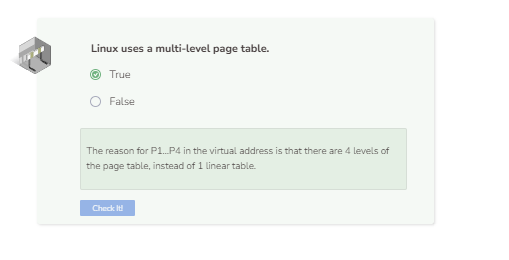 Linux uses a multi-level page table.
True
False
The reason for P1...P4 in the virtual address is that there are 4 levels of
the page table, instead of 1 linear table.
Check It!